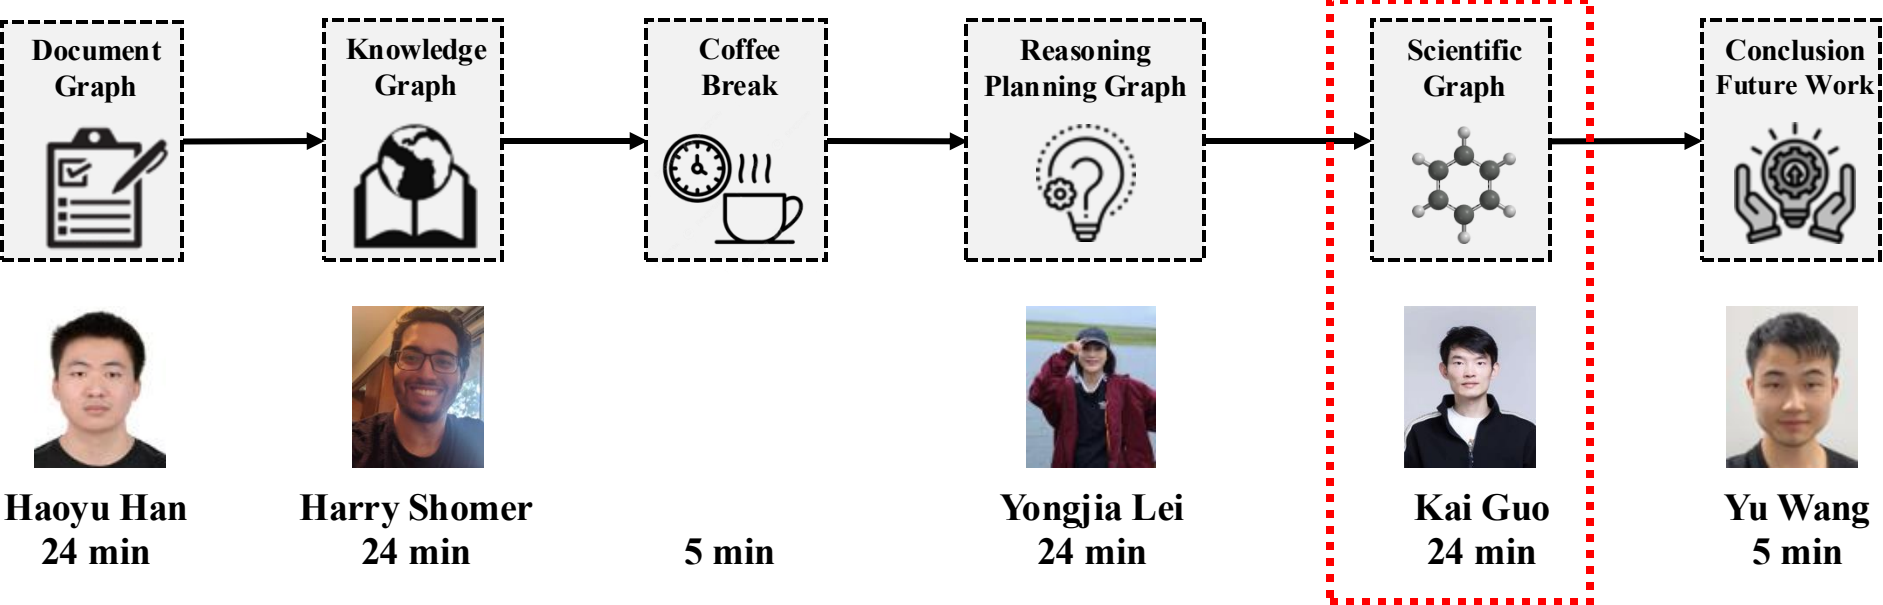 Document
Graph
Knowledge
Graph
Coffee
Break
Reasoning
Planning Graph
Scientific
Graph
Conclusion
Future Work
Haoyu Han
24 min
Harry Shomer
24 min
5 min
Yongjia Lei
24 min
Kai Guo
24 min
Yu Wang
5 min